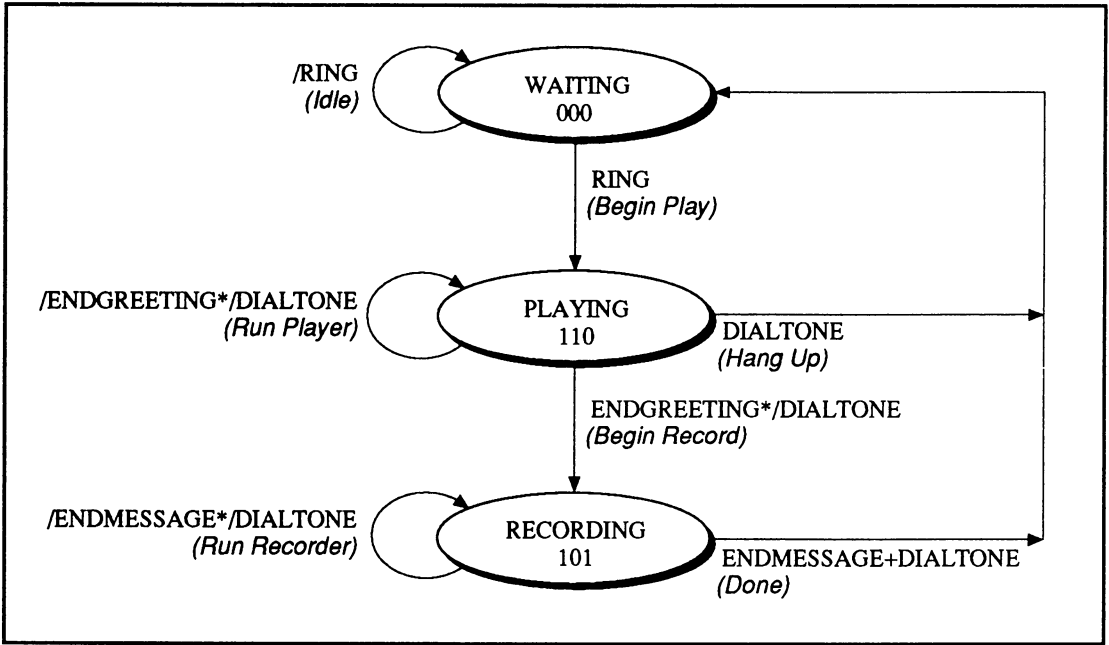 /RING
(Idle)
WAITING
000
RING
(Begin Play)
/ENDGREETING*/DIALTONE
(Run Player)
PLAYING
110
DIALTONE
(Hang Up)
ENDGREETING*/DIALTONE
(Begin Record)
/ENDMESSAGE*/DIALTONE
(Run Recorder)
RECORDING
101
ENDMESSAGE+DIALTONE
(Done)